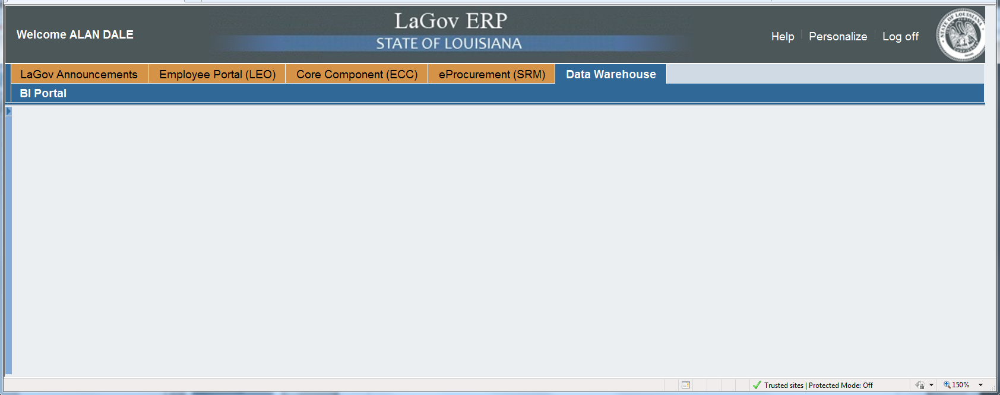 Welcome ALAN DALE
LaGov ERP
STATE OF LOUISIANA
Help Personalize Log off
LaGov Announcements Employee Portal (LEO) Core Component (ECC) eProcurement (SRM) Data Warehouse
BI Portal
Trusted sites | Protected Mode: Off 150%